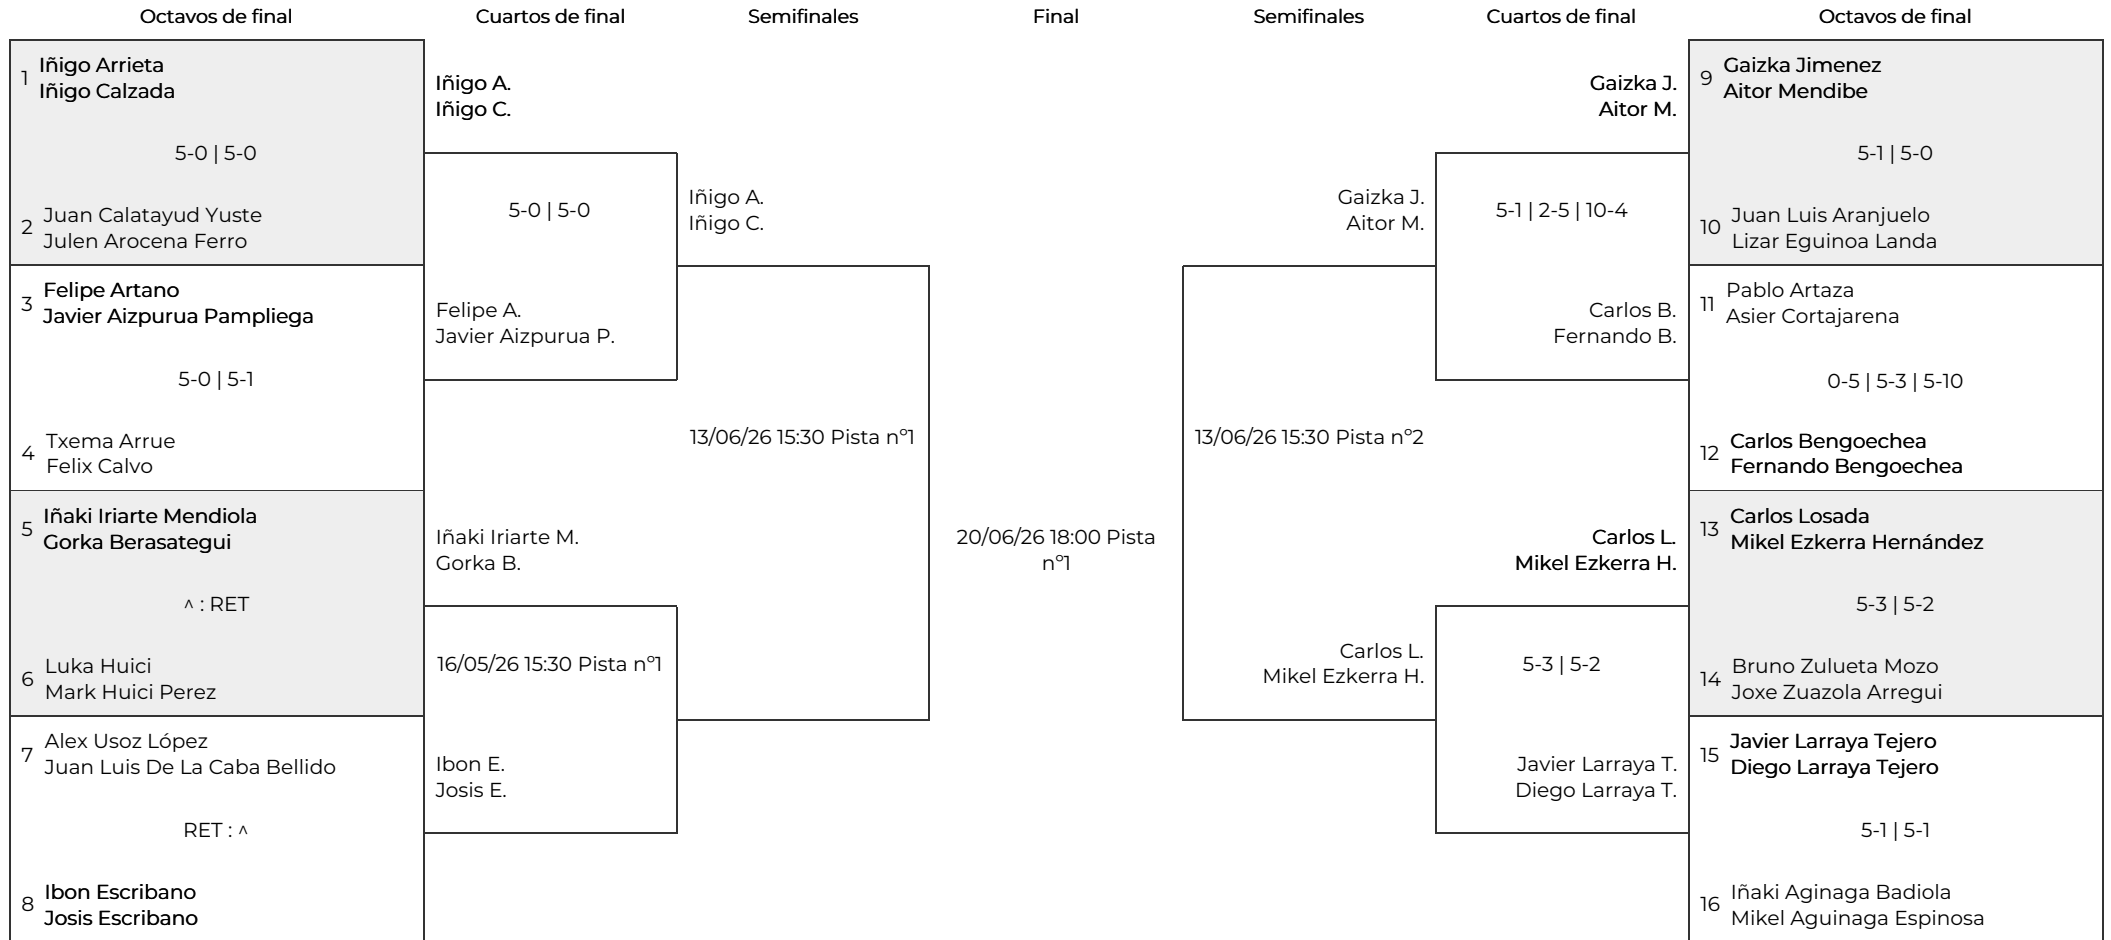 Octavos de final
Cuartos de final
Semifinales
Final
Semifinales
Cuartos de final
Octavos de final
1
Iñigo Arrieta
Iñigo Calzada
5-0 | 5-0
2
Juan Calatayud Yuste
Julen Arocena Ferro
3
Felipe Artano
Javier Aizpurua Pampliega
5-0 | 5-1
4
Txema Arrue
Felix Calvo
5
Iñaki Iriarte Mendiola
Gorka Berasategui
^ : RET
6
Luka Huici
Mark Huici Perez
7
Alex Usoz López
Juan Luis De La Caba Bellido
RET : ^
8
Ibon Escribano
Josis Escribano
Iñigo A.
Iñigo C.
5-0 | 5-0
Felipe A.
Javier Aizpurua P.
Iñaki Iriarte M.
Gorka B.
16/05/26 15:30 Pista nº1
Ibon E.
Josis E.
Iñigo A.
Iñigo C.
13/06/26 15:30 Pista nº1
20/06/26 18:00 Pista
nº1
Gaizka J.
Aitor M.
13/06/26 15:30 Pista nº2
Carlos L.
Mikel Ezkerra H.
Gaizka J.
Aitor M.
5-1 | 2-5 | 10-4
Carlos B.
Fernando B.
Carlos L.
Mikel Ezkerra H.
5-3 | 5-2
Javier Larraya T.
Diego Larraya T.
9
Gaizka Jimenez
Aitor Mendibe
5-1 | 5-0
10
Juan Luis Aranjuelo
Lizar Eguinoa Landa
11
Pablo Artaza
Asier Cortajarena
0-5 | 5-3 | 5-10
12
Carlos Bengoechea
Fernando Bengoechea
13
Carlos Losada
Mikel Ezkerra Hernández
5-3 | 5-2
14
Bruno Zulueta Mozo
Joxe Zuazola Arregui
15
Javier Larraya Tejero
Diego Larraya Tejero
5-1 | 5-1
16
Iñaki Aginaga Badiola
Mikel Aguinaga Espinosa